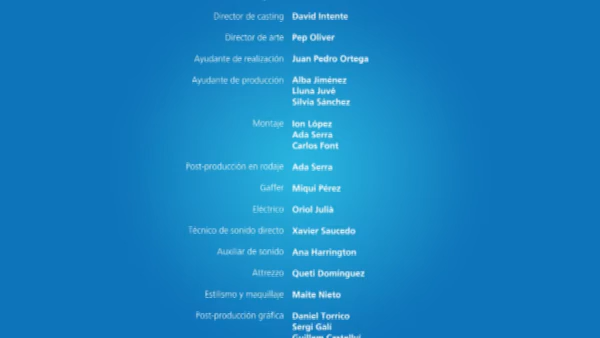 Director de casting David Intente
Director de arte Pep Oliver
Ayudante de realización Juan Pedro Ortega
Ayudante de producción Alba Jiménez
Lluna Juvé
Silvia Sánchez
Montaje Ion López
Ada Serra
Carlos Font
Post-producción en rodaje Ada Serra
Gaffer Miqui Pérez
Eléctrico Oriol Julià
Técnico de sonido directo Xavier Saucedo
Auxiliar de sonido Ana Harrington
Attrezzo Queti Domínguez
Estilismo y maquillaje Maite Nieto
Post-producción gráfica Daniel Torrico
Sergi Galí
Guillem Castellví